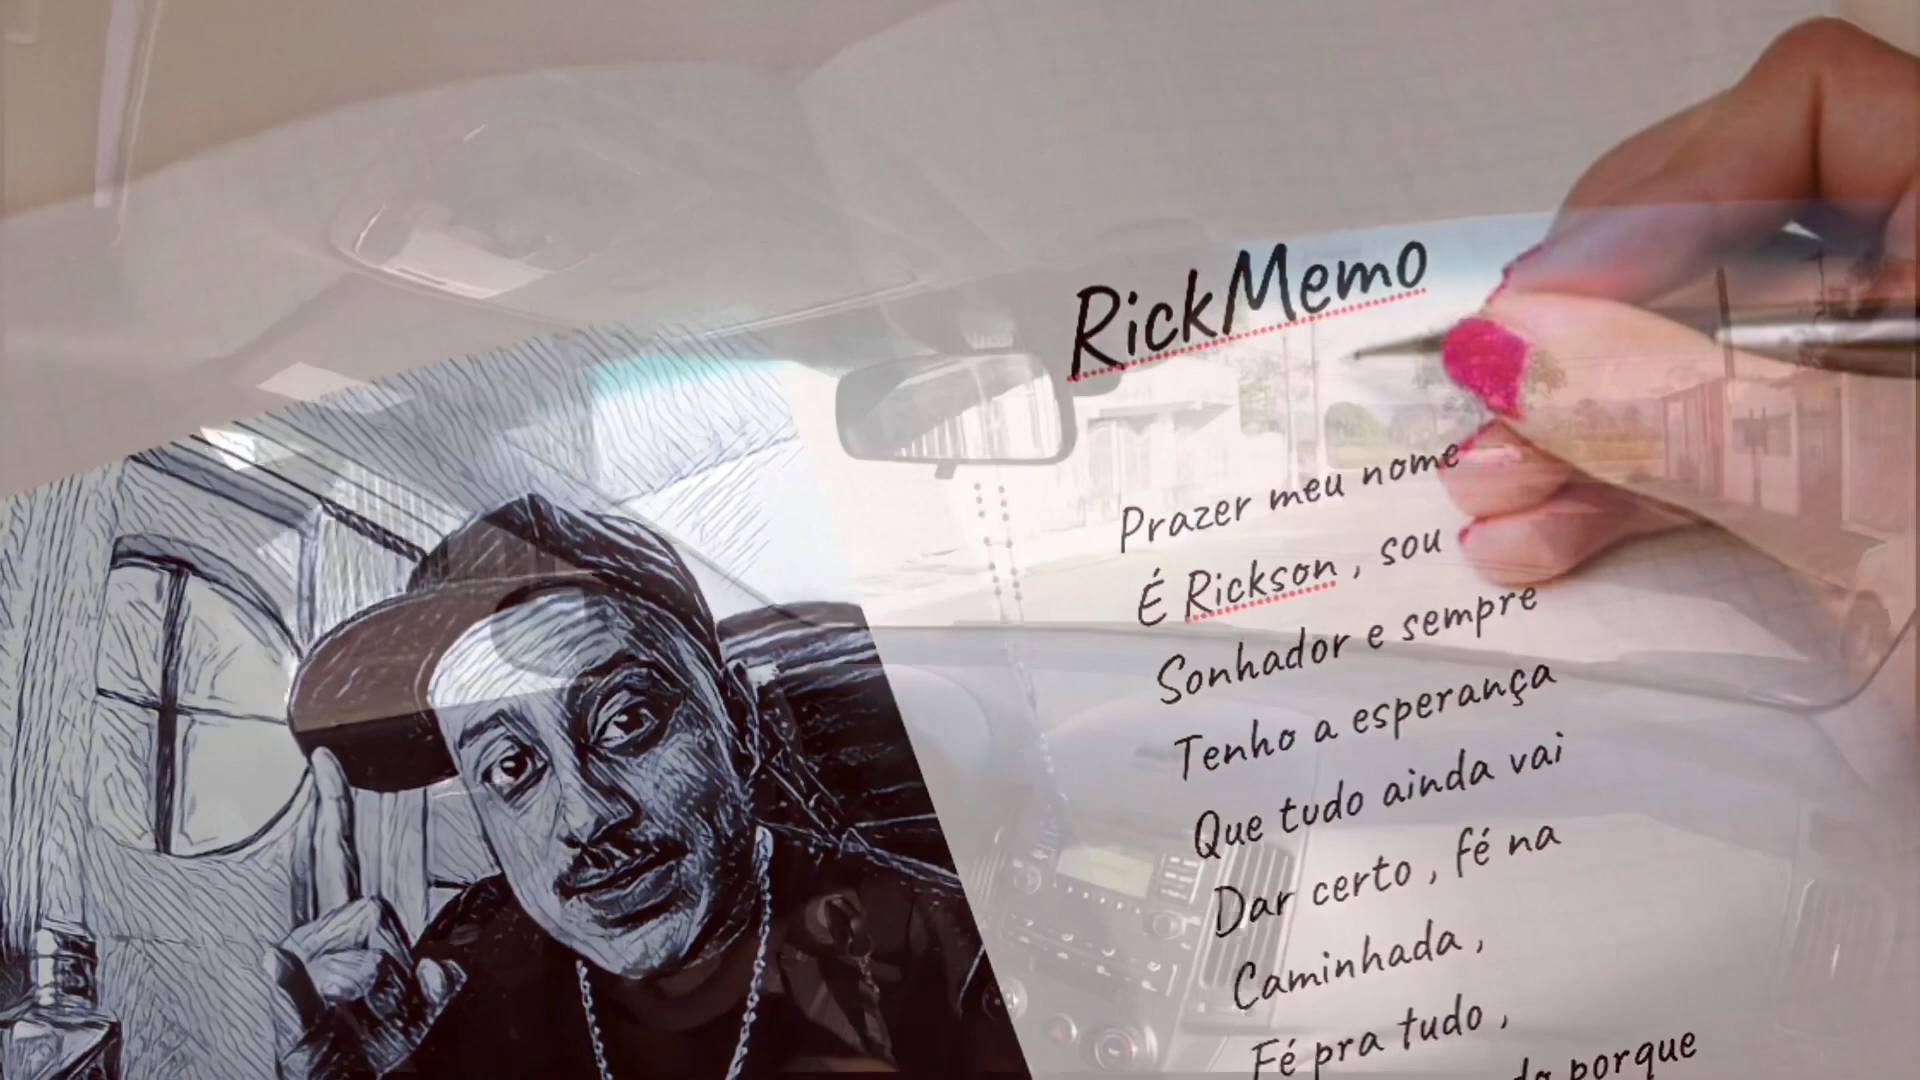 RickMemo
Prazer meu nome
É Rickson , sou
Sonhador e sempre
Tenho a esperança
Que tudo ainda vai
Dar certo , fé na
Caminhada ,
Fé pra tudo ,
porque